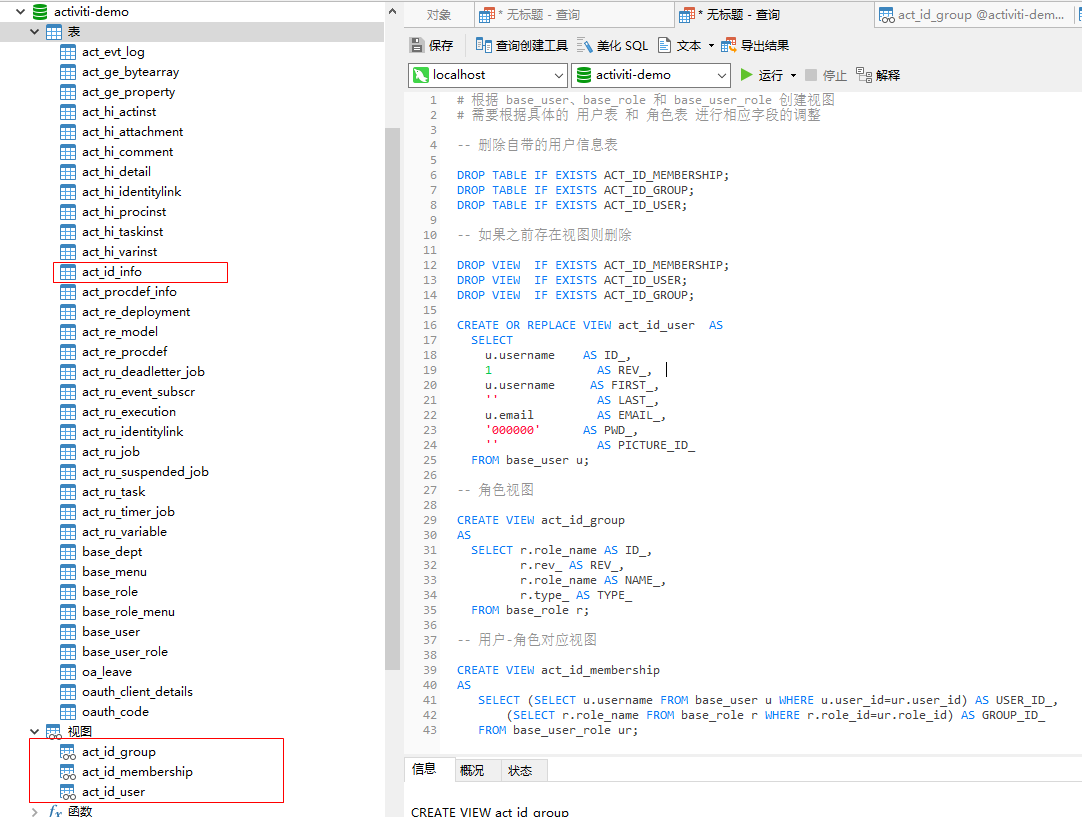 activiti-demo
表
act_evt_log
act_ge_bytearray
act_ge_property
act_hi_actinst
act_hi_attachment
act_hi_comment
act_hi_detail
act_hi_identitylink
act_hi_procinst
act_hi_taskinst
act_hi_varinst
act_id_info
act_procdef_info
act_re_deployment
act_re_model
act_re_procdef
act_ru_deadletter_job
act_ru_event_subscr
act_ru_execution
act_ru_identitylink
act_ru_job
act_ru_suspended_job
act_ru_task
act_ru_timer_job
act_ru_variable
base_dept
base_menu
base_role
base_role_menu
base_user
base_user_role
oa_leave
oauth_client_details
oauth_code
视图
act_id_group
act_id_membership
act_id_user
fx 函数
对象 * 无标题 - 查询 * 无标题 - 查询 act_id_group @activiti-dem...
保存 查询创建工具 美化 SQL 文本 导出结果
localhost activiti-demo 运行 停止 解释
1 # 根据 base_user、base_role 和 base_user_role 创建视图
2 # 需要根据具体的 用户表 和 角色表 进行相应字段的调整
3
4 -- 删除自带的用户信息表
5
6 DROP TABLE IF EXISTS ACT_ID_MEMBERSHIP;
7 DROP TABLE IF EXISTS ACT_ID_GROUP;
8 DROP TABLE IF EXISTS ACT_ID_USER;
9
10 -- 如果之前存在视图则删除
11
12 DROP VIEW  IF EXISTS ACT_ID_MEMBERSHIP;
13 DROP VIEW  IF EXISTS ACT_ID_USER;
14 DROP VIEW  IF EXISTS ACT_ID_GROUP;
15
16 CREATE OR REPLACE VIEW act_id_user  AS
17   SELECT
18     u.username    AS ID_,
19     1               AS REV_,
20     u.username     AS FIRST_,
21     ''              AS LAST_,
22     u.email         AS EMAIL_,
23     '000000'      AS PWD_,
24     ''              AS PICTURE_ID_
25   FROM base_user u;
26
27 -- 角色视图
28
29 CREATE VIEW act_id_group
30 AS
31   SELECT r.role_name AS ID_,
32          r.rev_ AS REV_,
33          r.role_name AS NAME_,
34          r.type_ AS TYPE_
35   FROM base_role r;
36
37 -- 用户-角色对应视图
38
39 CREATE VIEW act_id_membership
40 AS
41    SELECT (SELECT u.username FROM base_user u WHERE u.user_id=ur.user_id) AS USER_ID_,
42        (SELECT r.role_name FROM base_role r WHERE r.role_id=ur.role_id) AS GROUP_ID_
43    FROM base_user_role ur;
信息 概况 状态
CREATE VIEW act_id_group